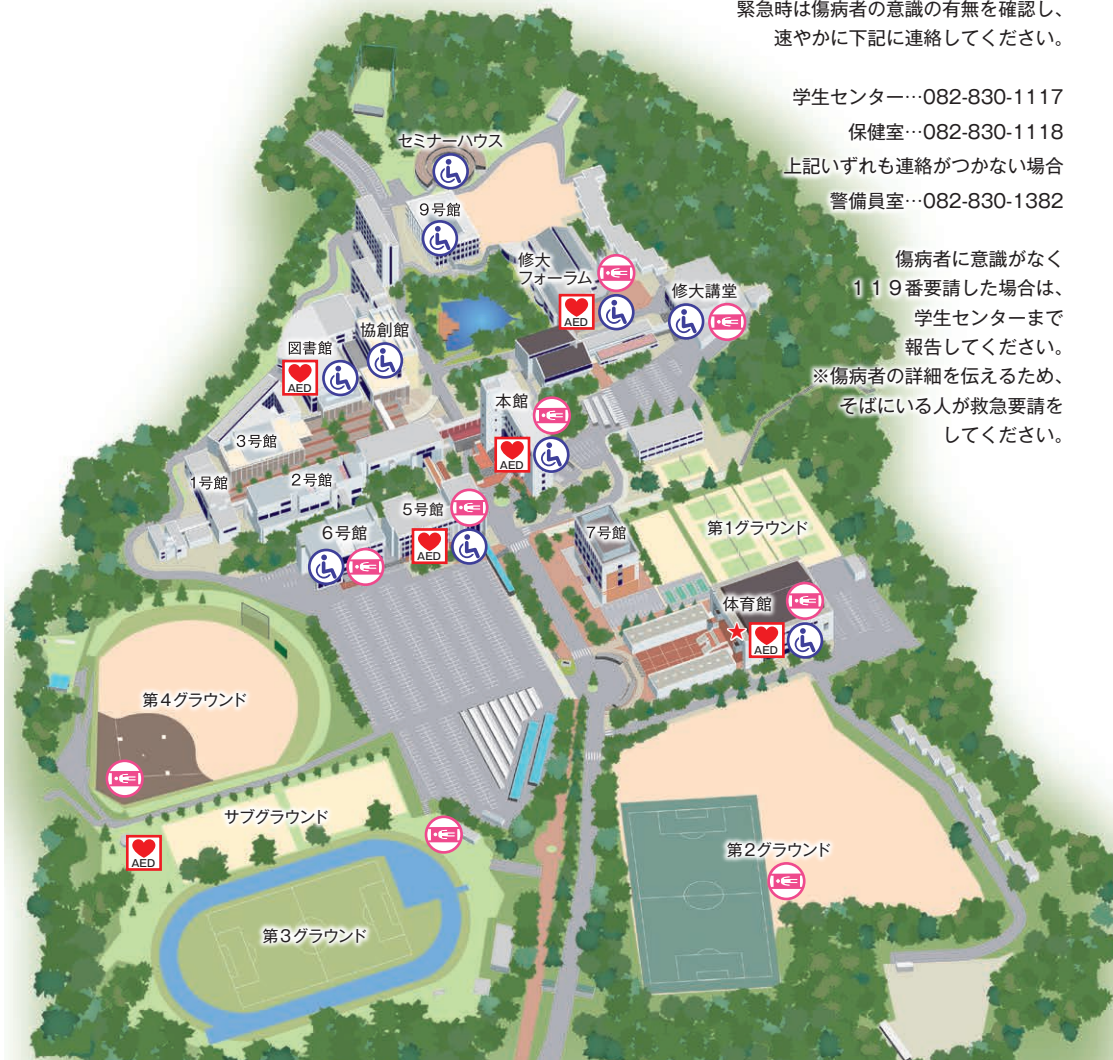 緊急時は傷病者の意識の有無を確認し、
速やかに下記に連絡してください。
学生センター…082-830-1117
保健室…082-830-1118
上記いずれも連絡がつかない場合
警備員室…082-830-1382
傷病者に意識がなく
１１９番要請した場合は、
学生センターまで
報告してください。
※傷病者の詳細を伝えるため、
そばにいる人が救急要請を
してください。
セミナーハウス
9号館
修大
フォーラム
AED
修大講堂
協創館
図書館
AED
本館
AED
3号館
1号館
2号館
5号館
AED
6号館
7号館
第1グラウンド
体育館
★
AED
第4グラウンド
サブグラウンド
AED
第2グラウンド
第3グラウンド